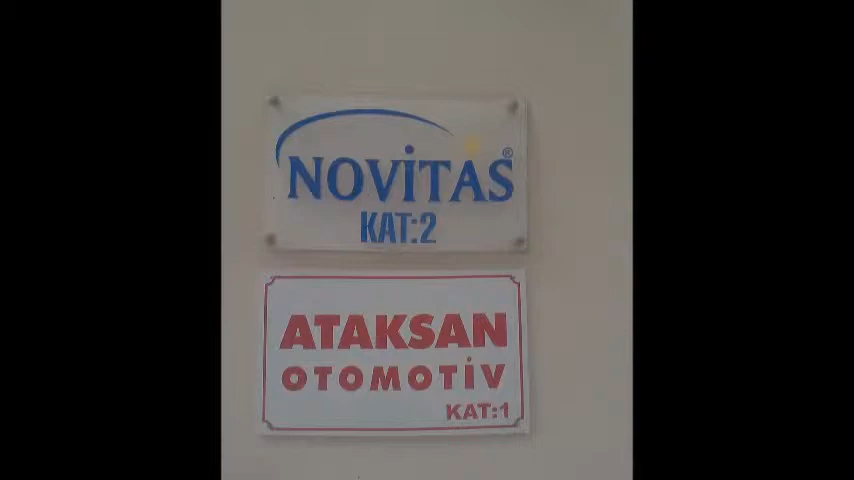 NOVİTAS®
KAT:2
ATAKSAN
OTOMOTİV
KAT:1